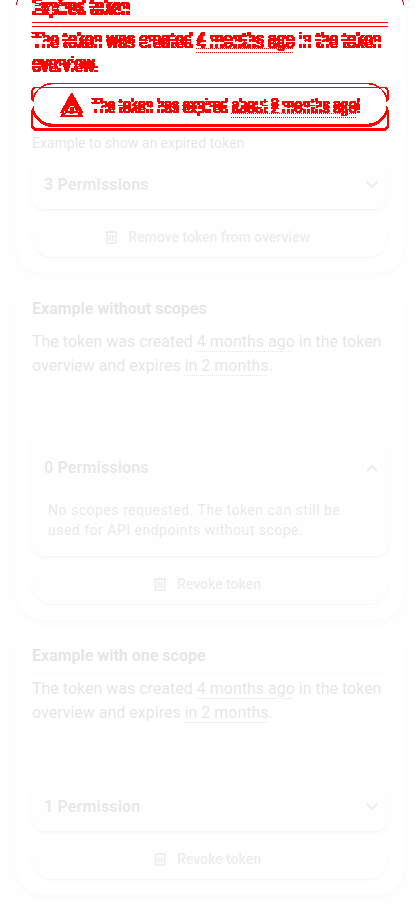 Expired token
The token was created 4 months ago in the token
overview.
The token has expired about 2 months ago!
Example to show an expired token
3 Permissions
Remove token from overview
Example without scopes
The token was created 4 months ago in the token
overview and expires in 2 months.
0 Permissions
No scopes requested. The token can still be
used for API endpoints without scope.
Revoke token
Example with one scope
The token was created 4 months ago in the token
overview and expires in 2 months.
1 Permission
Revoke token